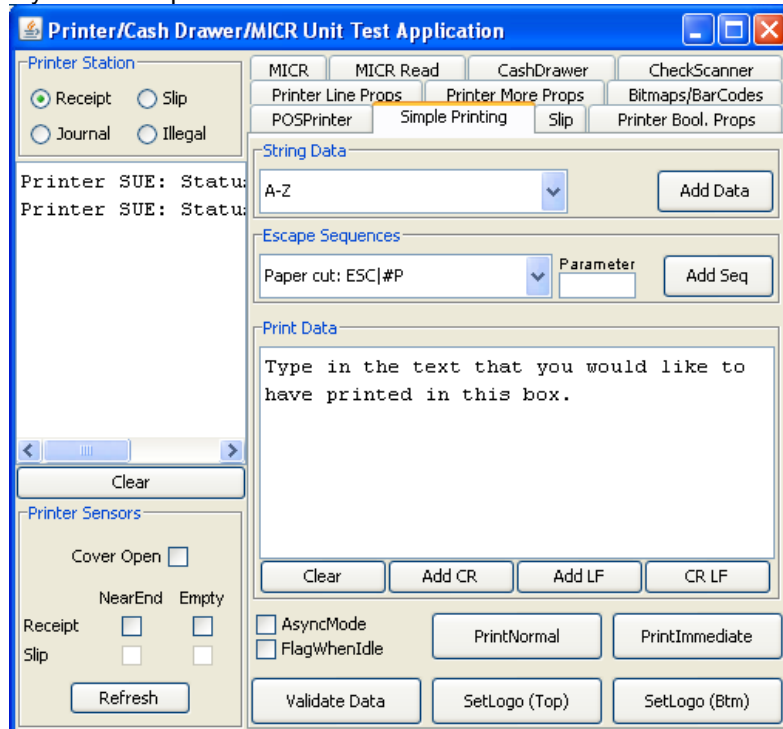 Printer/Cash Drawer/MICR Unit Test Application
Printer Station
Receipt Slip
Journal Illegal
Printer SUE: Statu
Printer SUE: Statu
Clear
Printer Sensors
Cover Open
NearEnd Empty
Receipt
Slip
Refresh
MICR MICR Read CashDrawer CheckScanner
Printer Line Props Printer More Props Bitmaps/BarCodes
POSPrinter Simple Printing Slip Printer Bool. Props
String Data
A-Z Add Data
Escape Sequences
Parameter
Paper cut: ESC|#P Add Seq
Print Data
Type in the text that you would like to
have printed in this box.
Clear Add CR Add LF CR LF
AsyncMode
FlagWhenIdle
PrintNormal PrintImmediate
Validate Data SetLogo (Top) SetLogo (Btm)